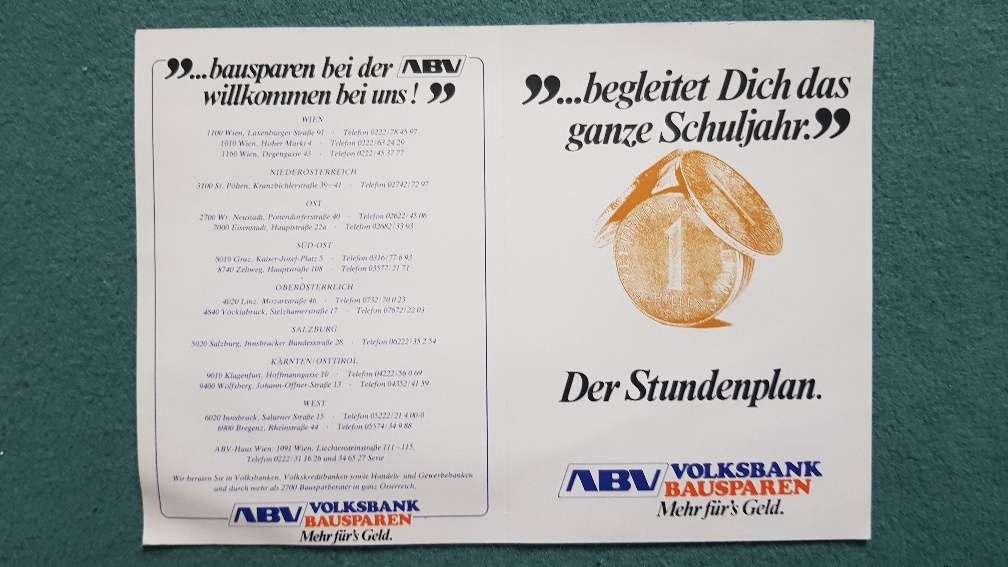 „...bausparen bei der ABV
willkommen bei uns! ”
WIEN
1100 Wien, Laxenburger Straße 91 · Telefon 0222/78 45 97
1010 Wien, Hoher Markt 4 · Telefon 0222/63 24 29
1160 Wien, Degengasse 43 · Telefon 0222/45 37 77
NIEDERÖSTERREICH
3100 St. Pölten, Kranzbichlerstraße 39–41 · Telefon 02742/72 97
OST
2700 Wr. Neustadt, Pottendorferstraße 40 · Telefon 02622/45 06
7000 Eisenstadt, Hauptstraße 22a · Telefon 02682/33 93
SÜD-OST
8010 Graz, Kaiser-Josef-Platz 5 · Telefon 0316/77 6 93
8740 Zeltweg, Hauptstraße 108 · Telefon 03577/21 71
OBERÖSTERREICH
4020 Linz, Mozartstraße 46 · Telefon 0732/70 0 23
4840 Vöcklabruck, Stelzhamerstraße 17 · Telefon 07672/22 03
SALZBURG
5020 Salzburg, Innsbrucker Bundesstraße 28 · Telefon 06222/35 2 54
KÄRNTEN/OSTTIROL
9010 Klagenfurt, Hoffmanngasse 10 · Telefon 04222/56 0 69
9400 Wolfsberg, Johann-Offner-Straße 13 · Telefon 04352/41 39
WEST
6020 Innsbruck, Salurner Straße 15 · Telefon 05222/21 4 00-0
6900 Bregenz, Rheinstraße 44 · Telefon 05574/34 9 88
ABV-Haus Wien, 1091 Wien, Liechtensteinstraße 111–115,
Telefon 0222/31 16 26 und 34 65 27 Serie
Wir beraten Sie in Volksbanken, Volkskreditbanken sowie Handels- und Gewerbebanken
und durch mehr als 2700 Bausparberater in ganz Österreich.
ABV VOLKSBANK
BAUSPAREN
Mehr für's Geld.
”...begleitet Dich das
ganze Schuljahr.”
1
SCHILLING
Der Stundenplan.
ABV VOLKSBANK
BAUSPAREN
Mehr für's Geld.